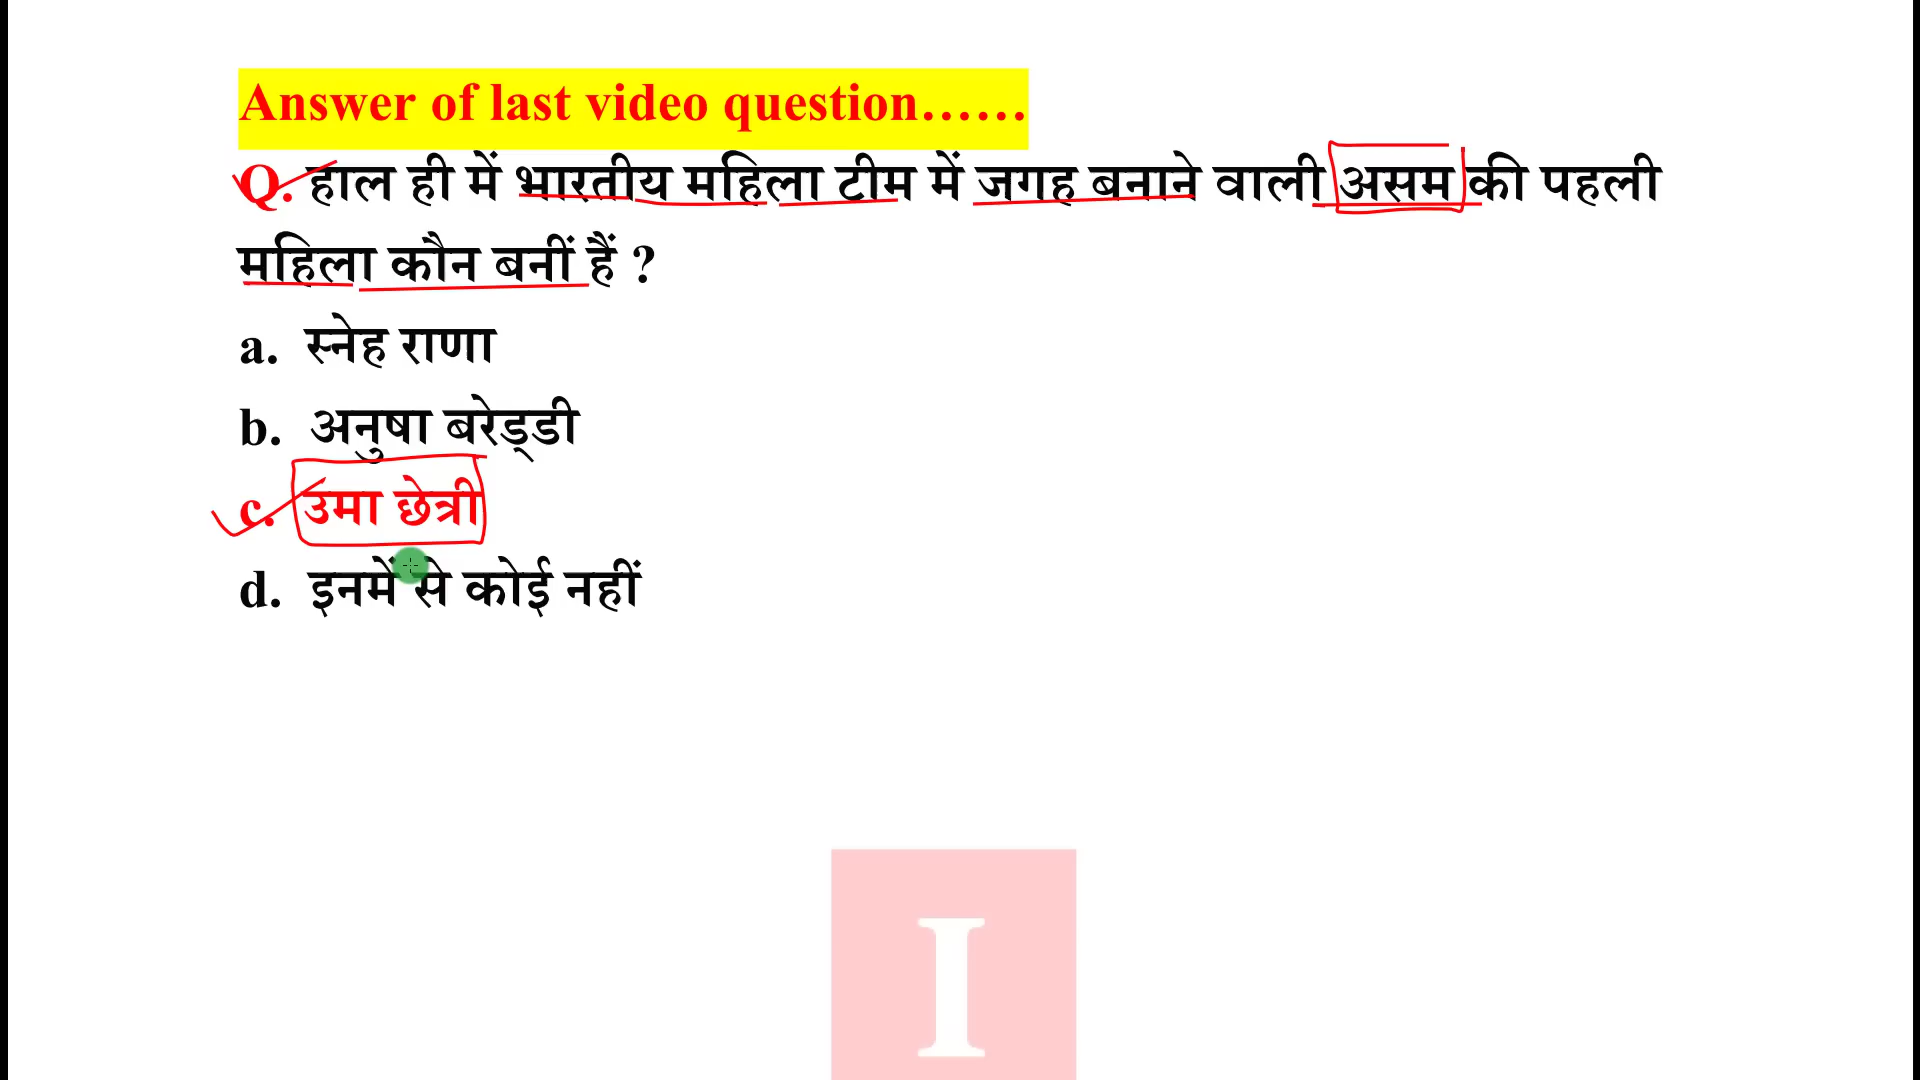 Answer of last video question……
Q. हाल ही में भारतीय महिला टीम में जगह बनाने वाली असम की पहली
महिला कौन बनीं हैं ?
a. स्नेह राणा
b. अनुषा बरेड्डी
c. उमा छेत्री
d. इनमें से कोई नहीं
I